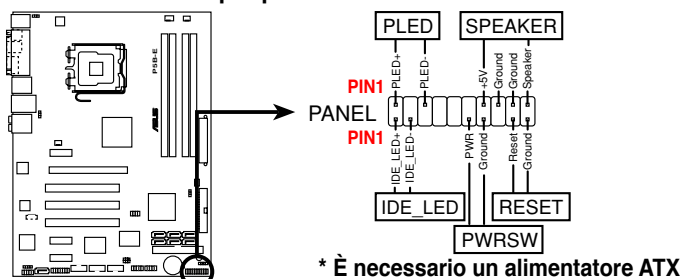 PLED SPEAKER
PLED+
PLED-
+5V
Ground
Ground
Speaker
PIN1
PANEL
PIN1
IDE_LED+
IDE_LED-
PWR
Ground
Reset
Ground
IDE_LED RESET
PWRSW
P5B-E
ASUS
* È necessario un alimentatore ATX